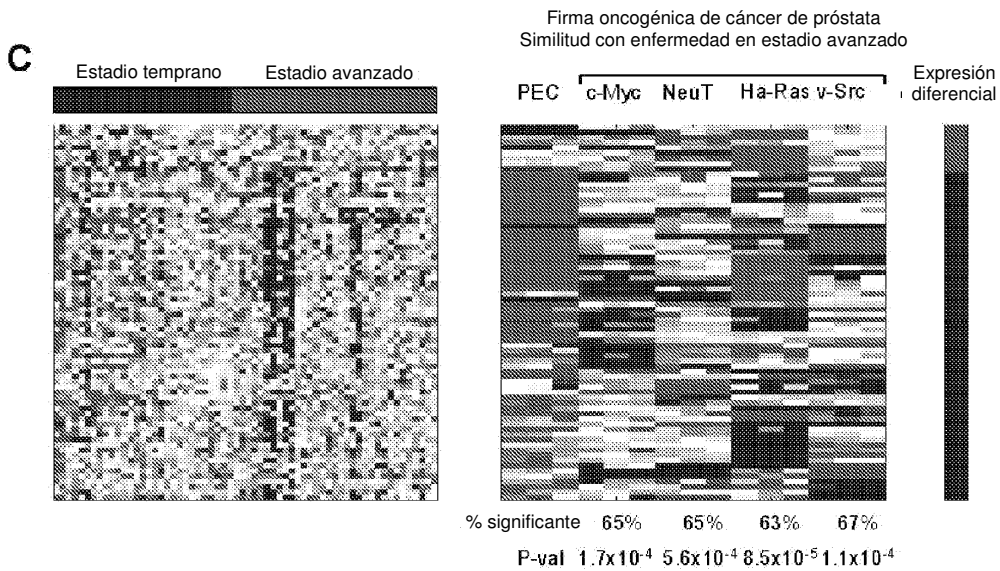 Firma oncogénica de cáncer de próstata
Similitud con enfermedad en estadio avanzado
C
Estadio temprano Estadio avanzado
PEC c-Myc NeuT Ha-Ras v-Src
Expresión
diferencial
% significante 65% 65% 63% 67%
P-val 1.7x10⁻⁴ 5.6x10⁻⁴ 8.5x10⁻⁵ 1.1x10⁻⁴